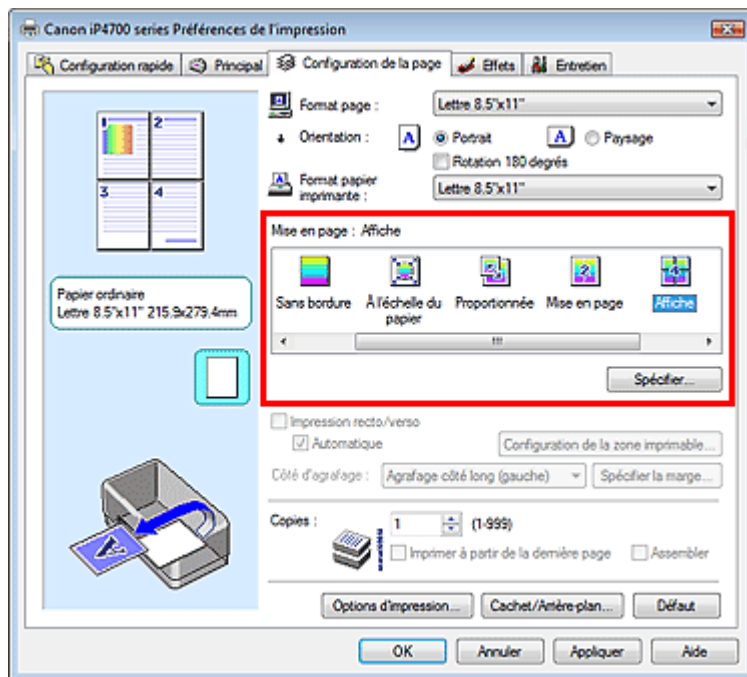 Canon iP4700 series Préférences de l'impression
Configuration rapide Principal Configuration de la page Effets Entretien
Format page : Lettre 8.5"x11"
Orientation : A Portrait A Paysage
Rotation 180 degrés
Format papier imprimante : Lettre 8.5"x11"
1 2
3 4
Mise en page : Affiche
Sans bordure À l'échelle du papier Proportionnée Mise en page Affiche
Papier ordinaire
Lettre 8.5"x11" 215.9x279.4mm
Spécifier...
Impression recto/verso
Automatique Configuration de la zone imprimable...
Côté d'agrafage : Agrafage côté long (gauche) Spécifier la marge...
Copies : 1 (1-999)
Imprimer à partir de la dernière page Assembler
Options d'impression... Cachet/Arrière-plan... Défaut
OK Annuler Appliquer Aide